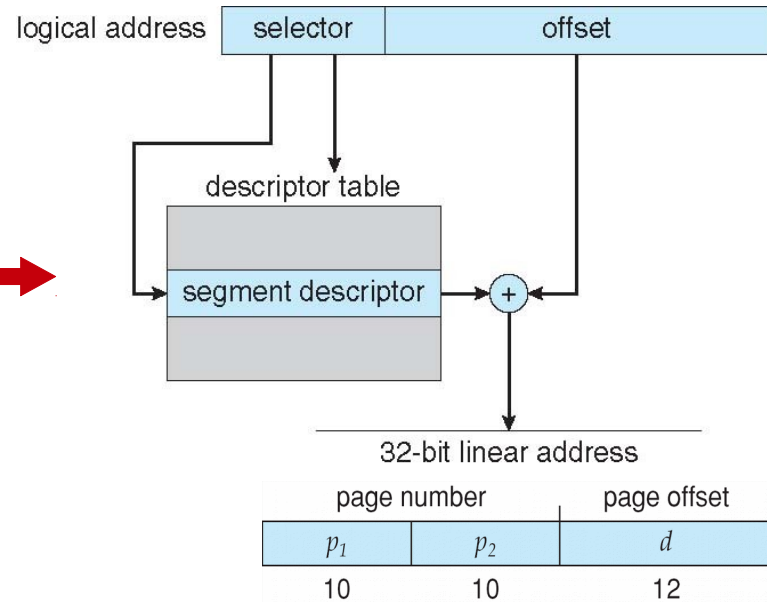 logical address selector offset
descriptor table
segment descriptor +
32-bit linear address
page number page offset
p1 p2 d
10 10 12